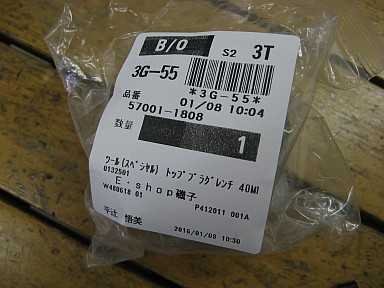 B/O S2 3T
3G-55
*3G-55*
品番 01/08 10:04
57001-1808
数量 1
ツール(スペシャル) トッププラグレンチ 40MM
0132501
E・shop磯子
W480618 01 P412011 001A
平辻 悟美 2016/01/08 10:30